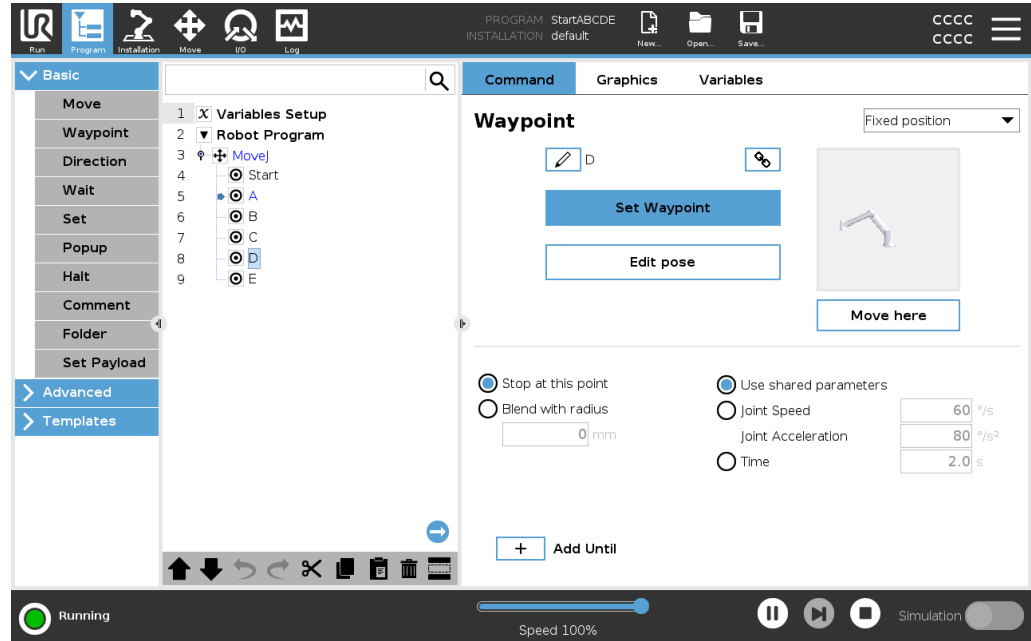 UR
Run
Program
Installation
Move
I/O
Log
PROGRAM StartABCDE
INSTALLATION default
New...
Open...
Save...
CCCC
CCCC
Basic
Move
Waypoint
Direction
Wait
Set
Popup
Halt
Comment
Folder
Set Payload
Advanced
Templates
1 X Variables Setup
2 Robot Program
3 MoveJ
4 Start
5 A
6 B
7 C
8 D
9 E
Command Graphics Variables
Waypoint
Fixed position
D
Set Waypoint
Edit pose
Move here
Stop at this point
Blend with radius
0 mm
Use shared parameters
Joint Speed 60 °/s
Joint Acceleration 80 °/s²
Time 2.0 s
+ Add Until
Running
Speed 100%
Simulation